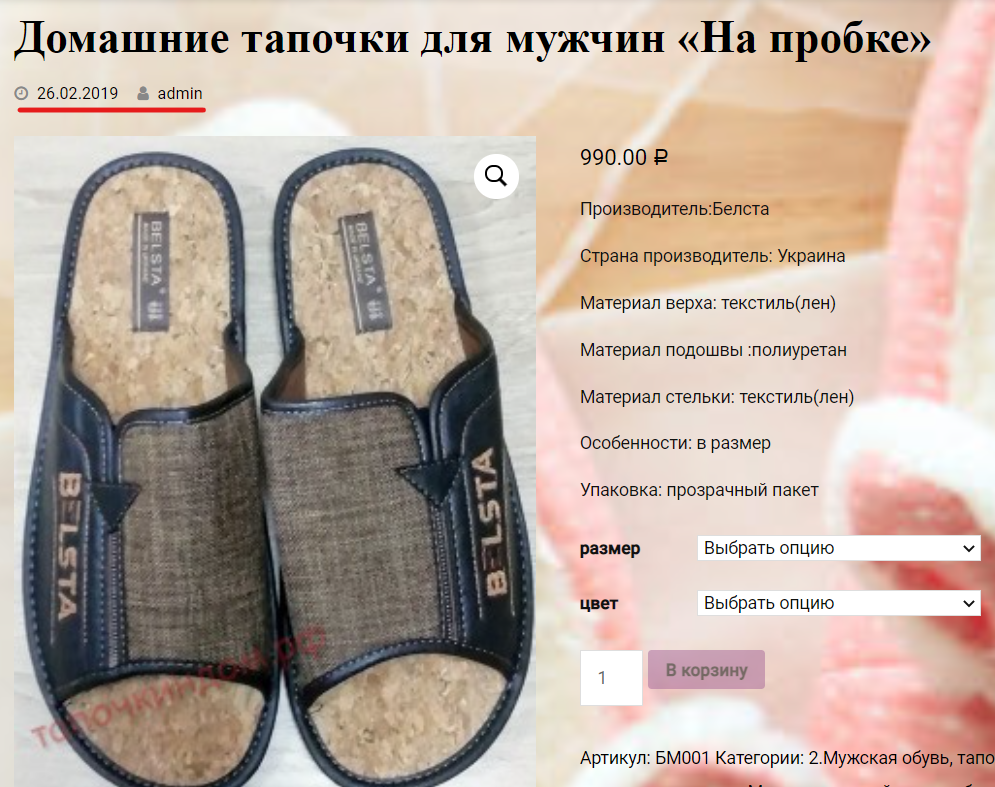 Домашние тапочки для мужчин «На пробке»
26.02.2019 admin
990.00 ₽
Производитель:Белста
Страна производитель: Украина
Материал верха: текстиль(лен)
Материал подошвы :полиуретан
Материал стельки: текстиль(лен)
Особенности: в размер
Упаковка: прозрачный пакет
размер Выбрать опцию
цвет Выбрать опцию
1 В корзину
Артикул: БМ001 Категории: 2.Мужская обувь, тапо
BELSTA
BELSTA
BELSTA
BELSTA
тапочкиндом.рф